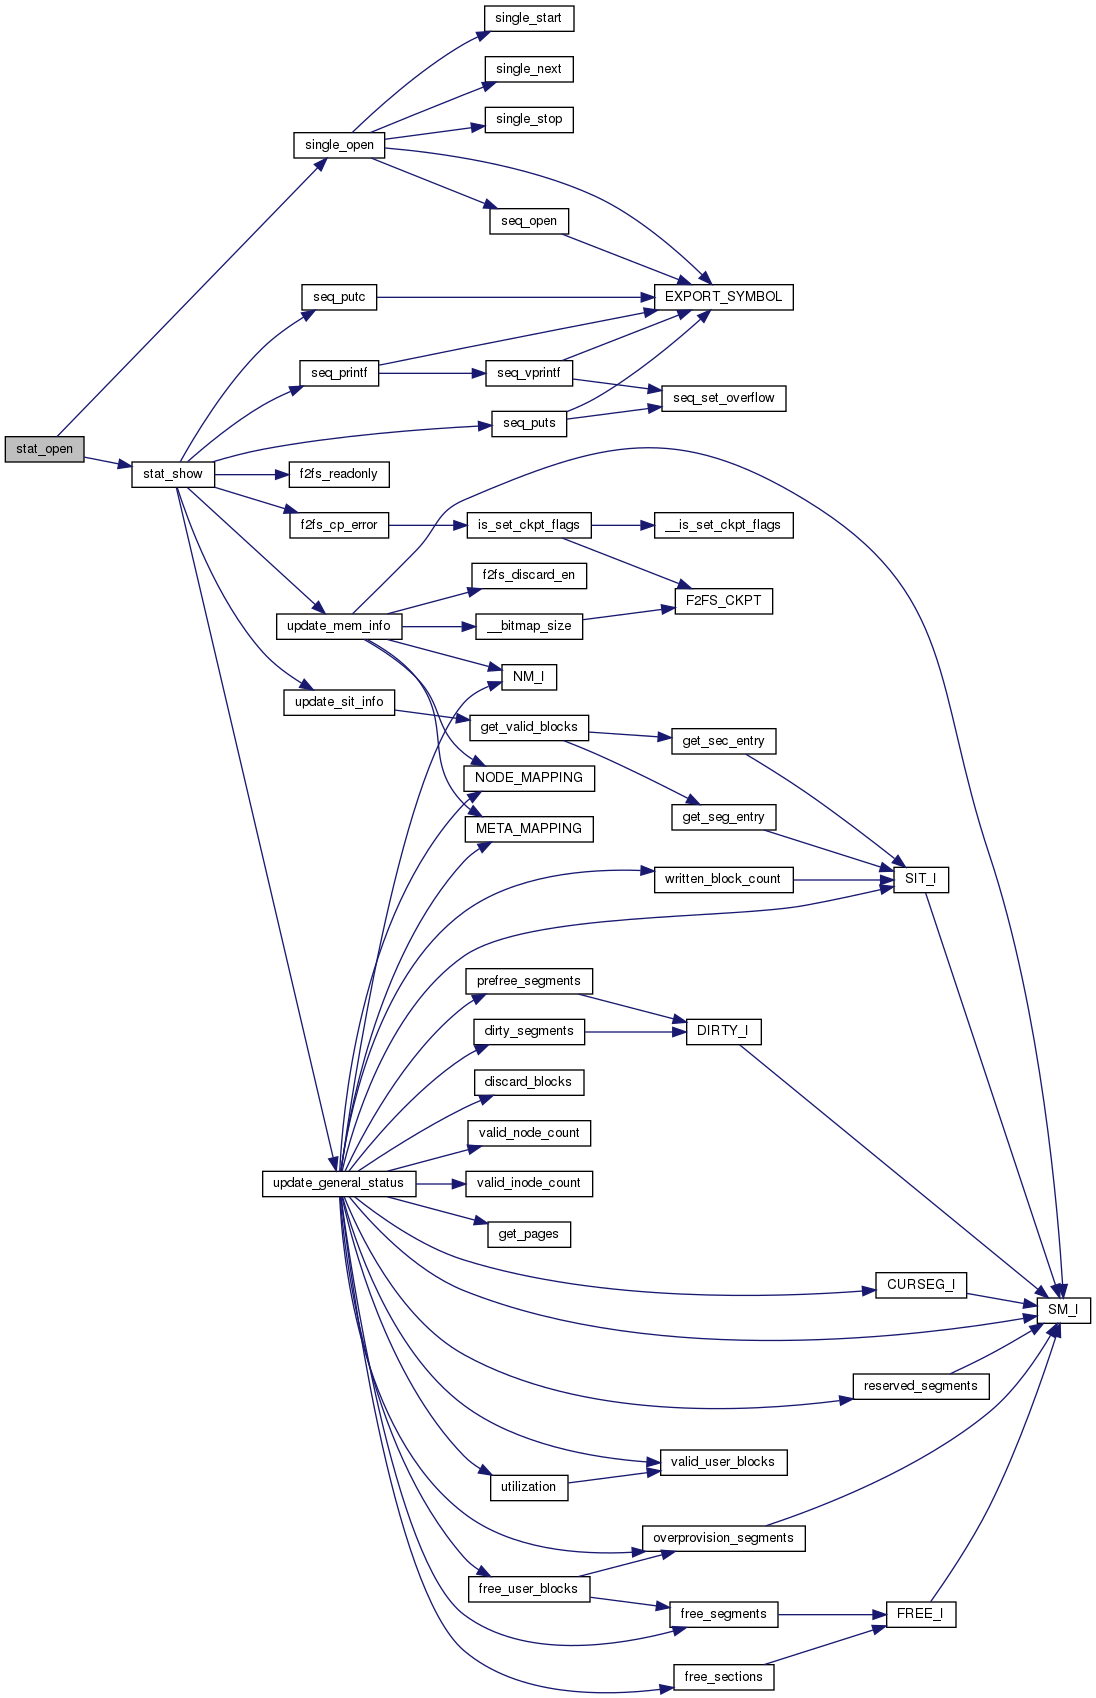 single_start
single_next
single_stop
single_open
seq_open
seq_putc
EXPORT_SYMBOL
seq_printf
seq_vprintf
seq_set_overflow
seq_puts
stat_open
stat_show
f2fs_readonly
f2fs_cp_error
is_set_ckpt_flags
__is_set_ckpt_flags
f2fs_discard_en
F2FS_CKPT
update_mem_info
__bitmap_size
NM_I
update_sit_info
get_valid_blocks
get_sec_entry
NODE_MAPPING
get_seg_entry
META_MAPPING
written_block_count
SIT_I
prefree_segments
dirty_segments
DIRTY_I
discard_blocks
valid_node_count
update_general_status
valid_inode_count
get_pages
CURSEG_I
SM_I
reserved_segments
valid_user_blocks
utilization
overprovision_segments
free_user_blocks
free_segments
FREE_I
free_sections